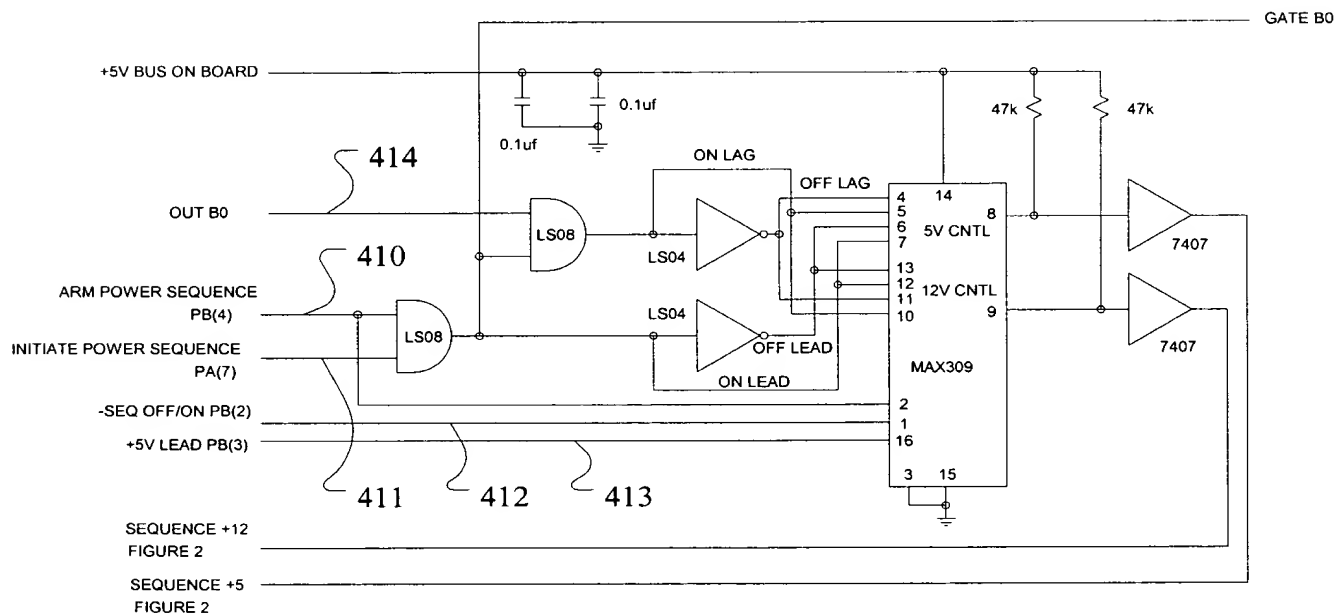 GATE B0
+5V BUS ON BOARD
0.1uf
0.1uf
47k
47k
414
ON LAG
OFF LAG
OUT B0
LS08
LS04
4
5
6
7
13
12
11
10
14
5V CNTL
8
12V CNTL
9
MAX309
2
1
16
3
15
7407
7407
410
ARM POWER SEQUENCE
PB(4)
LS08
LS04
OFF LEAD
ON LEAD
INITIATE POWER SEQUENCE
PA(7)
-SEQ OFF/ON PB(2)
+5V LEAD PB(3)
411
412
413
SEQUENCE +12
FIGURE 2
SEQUENCE +5
FIGURE 2